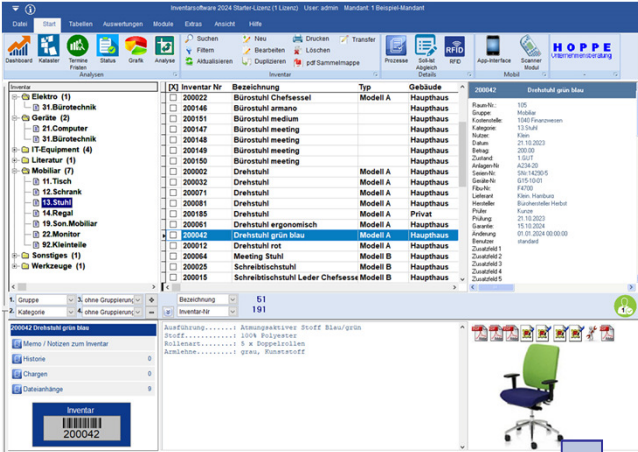 Inventarsoftware 2024 Starter-Lizenz (1 Lizenz) User: admin Mandant: 1 Beispiel-Mandant
Datei Start Tabellen Auswertungen Module Extras Ansicht Hilfe
Dashboard Kataster Termine Fristen Status Grafik Analyse
Analysen
Suchen Neu Drucken Transfer
Filtern Bearbeiten Löschen
Aktualisieren Duplizieren pdf Sammelmappe
Inventar
Prozesse Soll-Ist Abgleich RFID
Details
App-Interface Scanner Modul
Mobil
HOPPE
Unternehmensberatung
Inventar
Elektro (1)
31.Bürotechnik
Geräte (2)
21.Computer
31.Bürotechnik
IT-Equipment (4)
Literatur (1)
Mobiliar (7)
11.Tisch
12.Schrank
13.Stuhl
14.Regal
19.Son.Mobiliar
22.Monitor
92.Kleinteile
Sonstiges (1)
Werkzeuge (1)
[X] Inventar Nr Bezeichnung Typ Gebäude
200022 Bürostuhl Chefsessel Modell A Haupthaus
200146 Bürostuhl armano Haupthaus
200151 Bürostuhl medium Haupthaus
200147 Bürostuhl meeting Haupthaus
200148 Bürostuhl meeting Haupthaus
200149 Bürostuhl meeting Haupthaus
200150 Bürostuhl meeting Haupthaus
200002 Drehstuhl Modell A Haupthaus
200032 Drehstuhl Modell A Haupthaus
200071 Drehstuhl Modell A Haupthaus
200081 Drehstuhl Modell A Haupthaus
200185 Drehstuhl Modell A Privat
200061 Drehstuhl ergonomisch Modell A Haupthaus
200042 Drehstuhl grün blau Modell A Haupthaus
200012 Drehstuhl rot Modell A Haupthaus
200064 Meeting Stuhl Modell B Haupthaus
200025 Schreibtischstuhl Modell B Haupthaus
200015 Schreibtischstuhl Leder Chefsesse Modell B Haupthaus
200042 Drehstuhl grün blau
Raum-Nr.: 105
Gruppe: Mobiliar
Kostenstelle: 1040 Finanzwesen
Kategorie: 13.Stuhl
Nutzer: Klein
Datum: 21.10.2023
Betrag: 200.00
Zustand: 1.GUT
Anlagen-Nr: A234-20
Serien-Nr.: SNr.14290/5
Geräte-Nr: G15-10-01
Fibu-Nr: F4700
Lieferant: Klein. Hamburg
Hersteller: Bürohersteller Herbot
Prüfer: Kunze
Prüfung: 21.10.2023
Garantie: 15.10.2024
Änderung: 01.01.2024 00:00:00
Benutzer: standard
Zusatzfeld 1
Zusatzfeld 2
Zusatzfeld 3
Zusatzfeld 4
Zusatzfeld 5
1. Gruppe 3. ohne Gruppierung
2. Kategorie 4. ohne Gruppierung
Bezeichnung 51
Inventar-Nr 191
200042 Drehstuhl grün blau
Memo / Notizen zum Inventar
Historie 0
Chargen 0
Dateianhänge 9
Inventar
200042
Ausführung.......: Atmungsaktiver Stoff Blau/grün
Stoff............: 100% Polyester
Rollenart........: 5 x Doppelrollen
Armlehne.........: grau, Kunststoff